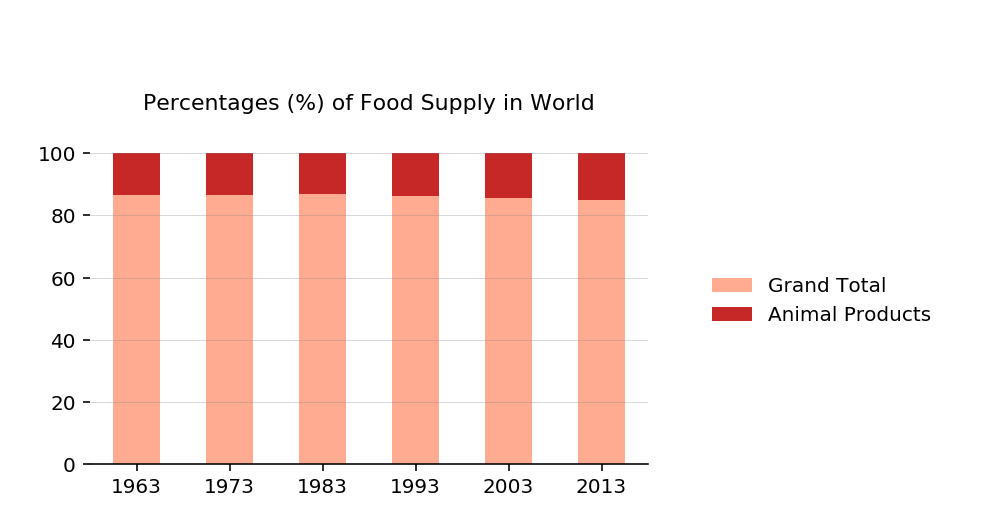 Percentages (%) of Food Supply in World
100
80
60
40
20
0
1963 1973 1983 1993 2003 2013
Grand Total
Animal Products